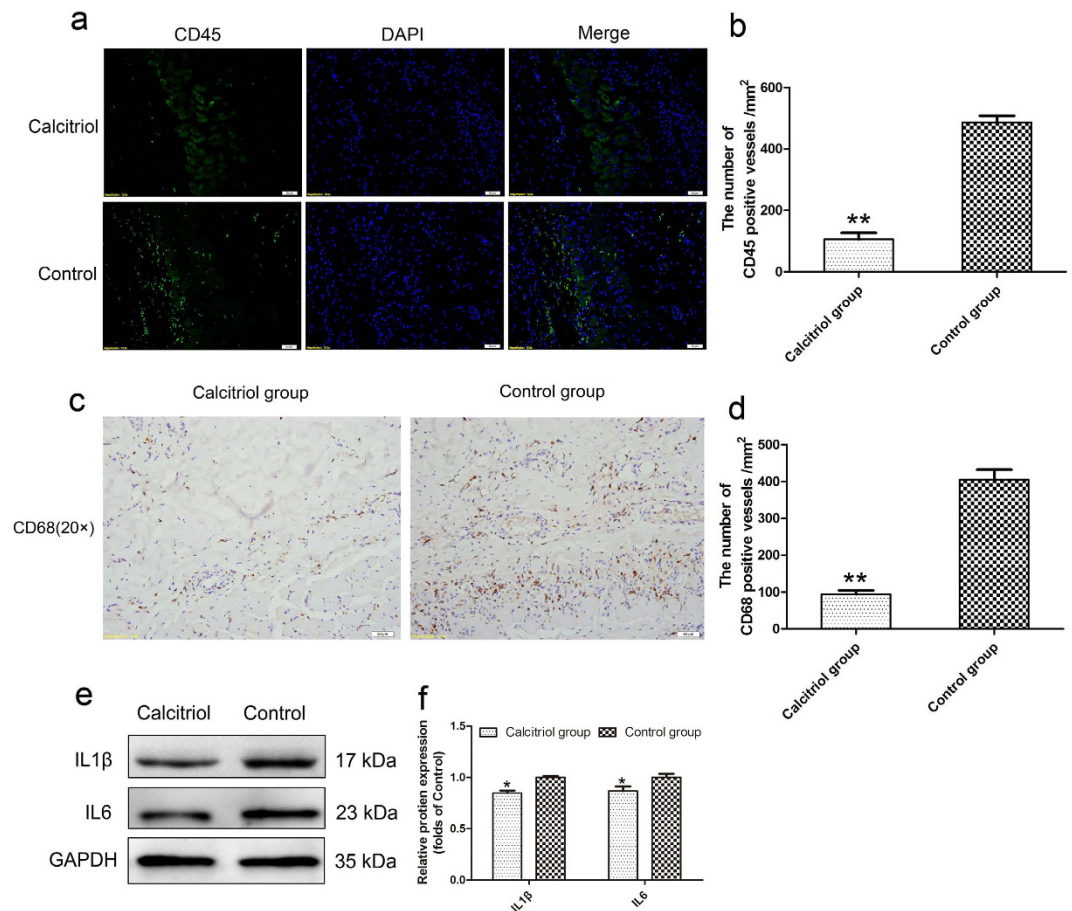 a
CD45
DAPI
Merge
Calcitriol
Control
b
The number of
CD45 positive vessels /mm²
600
400
200
0
**
Calcitriol group
Control group
c
Calcitriol group
Control group
CD68(20×)
d
The number of
CD68 positive vessels /mm²
500
400
300
200
100
0
**
Calcitriol group
Control group
e
Calcitriol
Control
IL1β
17 kDa
IL6
23 kDa
GAPDH
35 kDa
f
Relative protien expression
(folds of Control)
1.5
1.0
0.5
0.0
Calcitriol group
Control group
*
*
IL1β
IL6